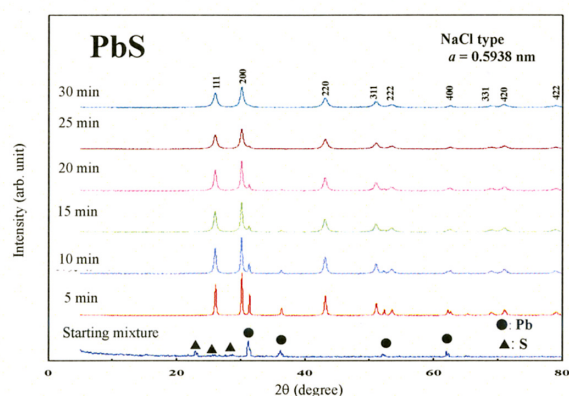 PbS
NaCl type
a = 0.5938 nm
30 min
111
200
220
311
222
400
331
420
422
25 min
20 min
15 min
10 min
5 min
Starting mixture
: Pb
: S
Intensity (arb. unit)
0
20
40
60
80
2θ (degree)